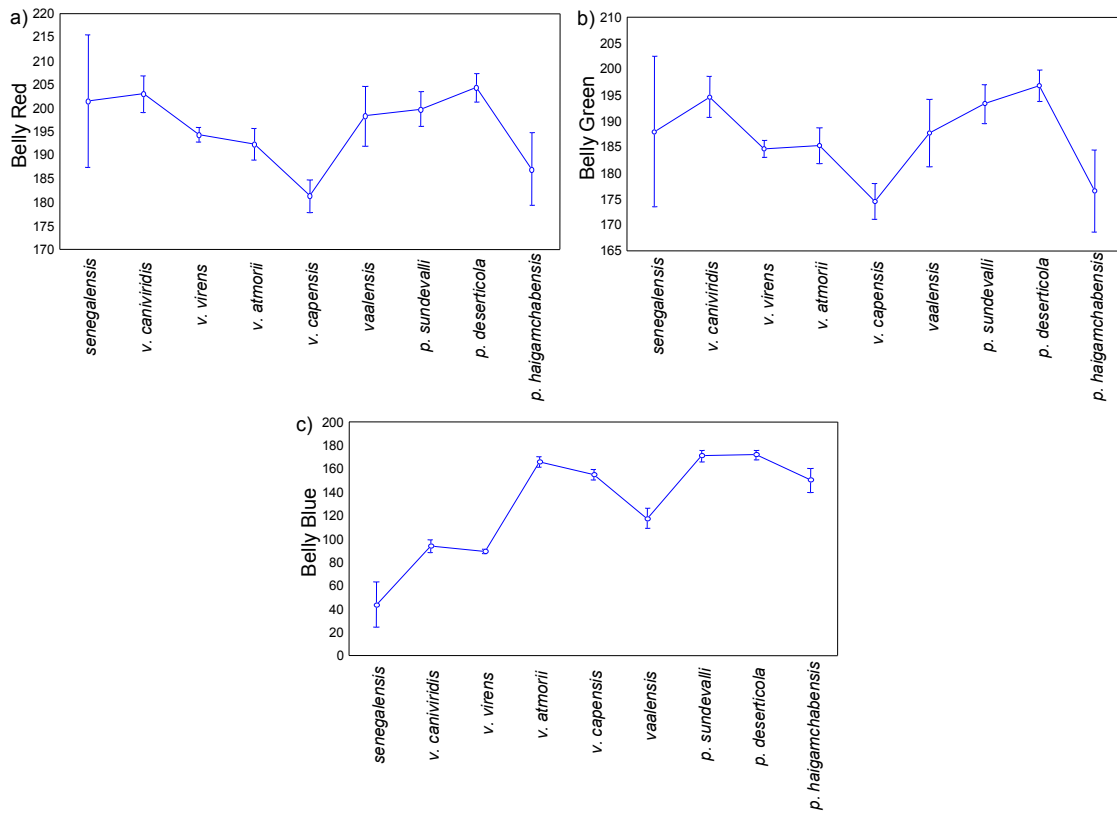 a)
Belly Red
220
215
210
205
200
195
190
185
180
175
170
senegalensis
v. caniviridis
v. virens
v. atmorii
v. capensis
vaalensis
p. sundevalli
p. deserticola
p. haigamchabensis
b)
Belly Green
210
205
200
195
190
185
180
175
170
165
senegalensis
v. caniviridis
v. virens
v. atmorii
v. capensis
vaalensis
p. sundevalli
p. deserticola
p. haigamchabensis
c)
Belly Blue
200
180
160
140
120
100
80
60
40
20
0
senegalensis
v. caniviridis
v. virens
v. atmorii
v. capensis
vaalensis
p. sundevalli
p. deserticola
p. haigamchabensis